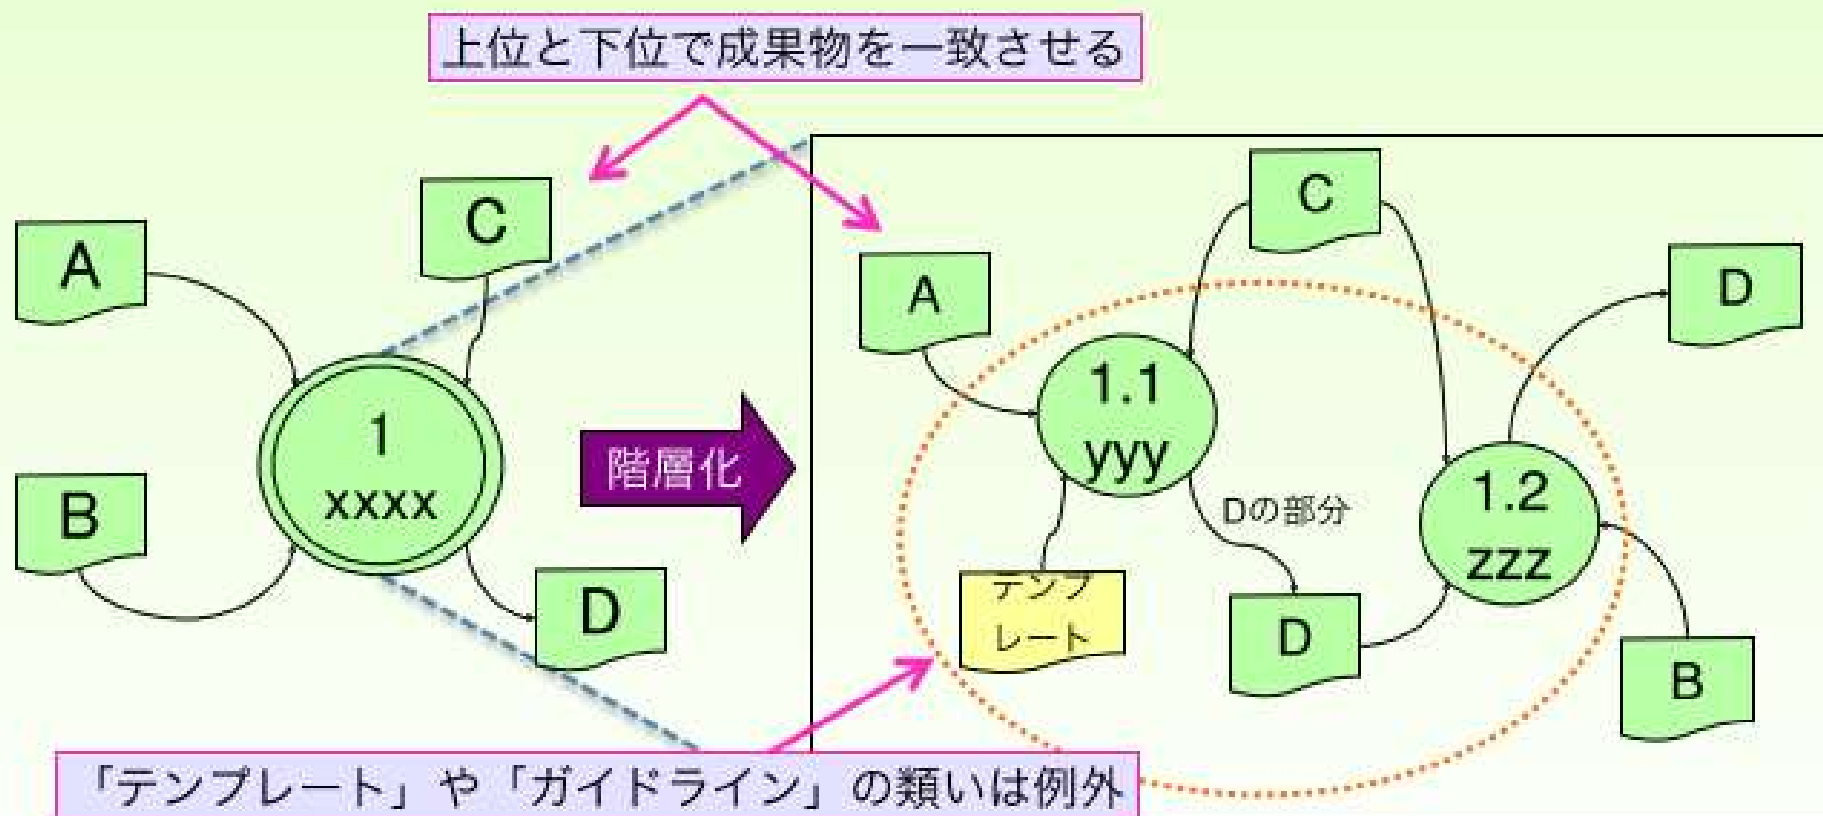 上位と下位で成果物を一致させる
A
C
B
1
xxxx
D
階層化
C
A
D
1.1
yyy
1.2
zzz
Dの部分
テンプ
レート
D
B
「テンプレート」や「ガイドライン」の類いは例外